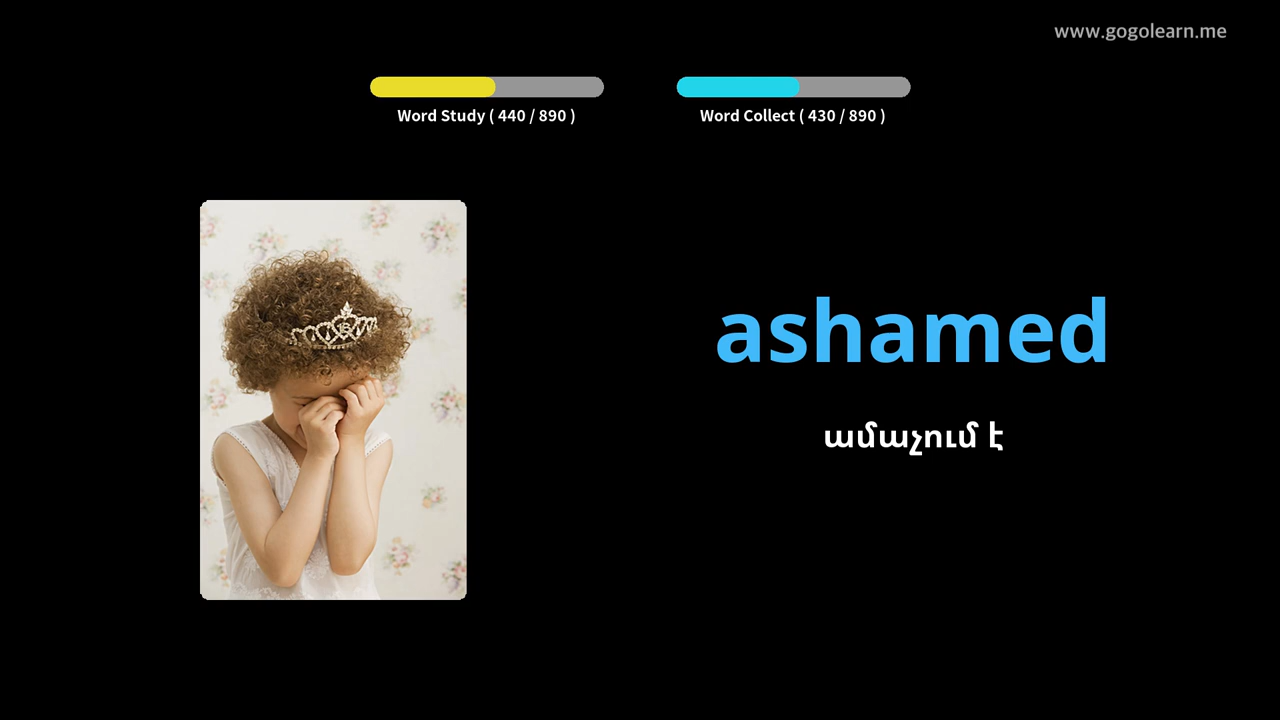 www.gogolearn.me
Word Study ( 440 / 890 )
Word Collect ( 430 / 890 )
ashamed
ամաչում է